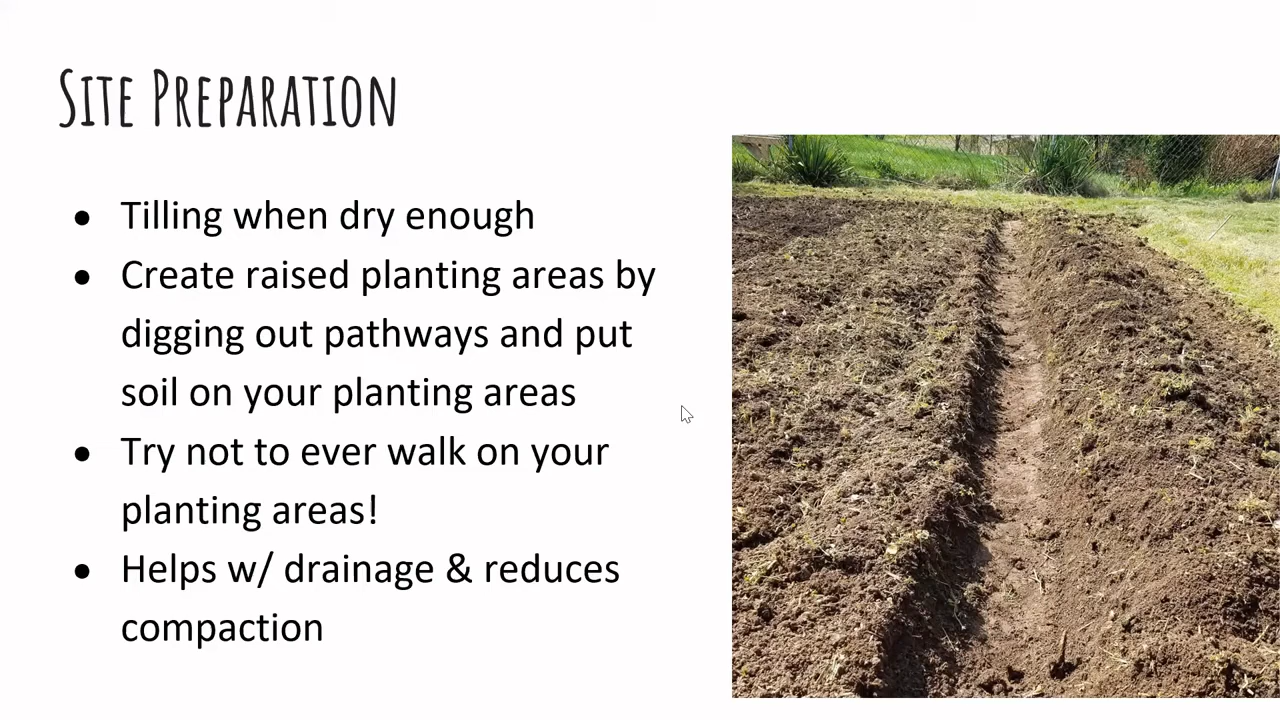 Site Preparation
● Tilling when dry enough
● Create raised planting areas by
digging out pathways and put
soil on your planting areas
● Try not to ever walk on your
planting areas!
● Helps w/ drainage & reduces
compaction